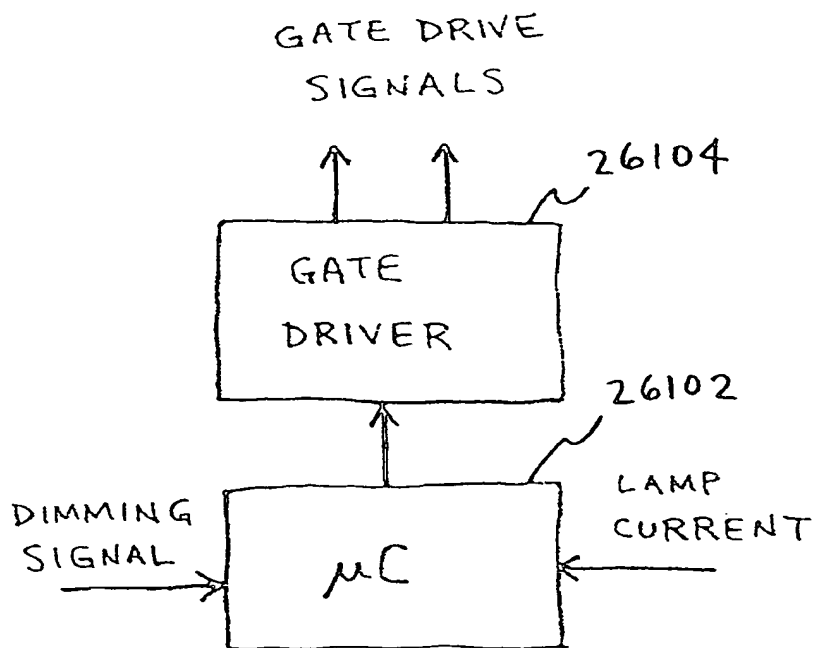 GATE DRIVE
SIGNALS
26104
GATE
DRIVER
26102
DIMMING
SIGNAL
LAMP
CURRENT
μC